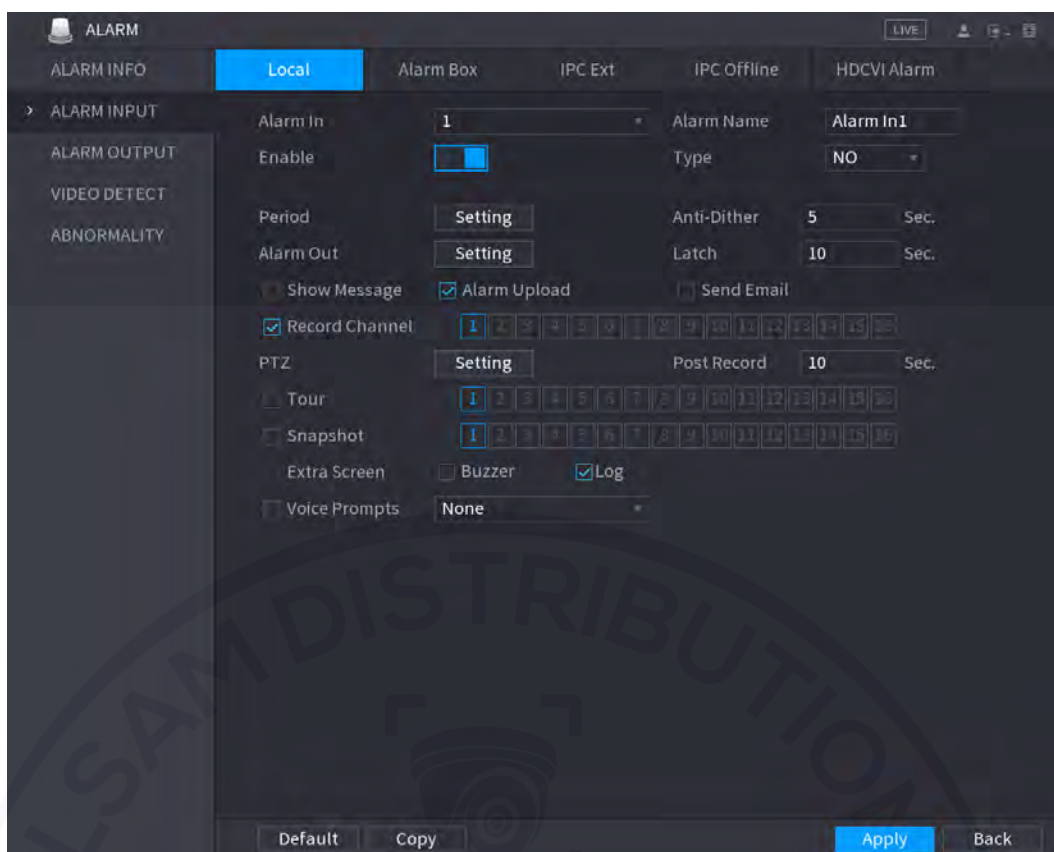 ALARM
LIVE
ALARM INFO
Local Alarm Box IPC Ext IPC Offline HDCVI Alarm
› ALARM INPUT
Alarm In 1 Alarm Name Alarm In1
ALARM OUTPUT
Enable Type NO
VIDEO DETECT
Period Setting Anti-Dither 5 Sec.
ABNORMALITY
Alarm Out Setting Latch 10 Sec.
Show Message Alarm Upload Send Email
Record Channel 1 2 3 4 5 6 7 8 9 10 11 12 13 14 15 16
PTZ Setting Post Record 10 Sec.
Tour 1 2 3 4 5 6 7 8 9 10 11 12 13 14 15 16
Snapshot 1 2 3 4 5 6 7 8 9 10 11 12 13 14 15 16
Extra Screen Buzzer Log
Voice Prompts None
LSAM DISTRIBUTION
Default Copy Apply Back